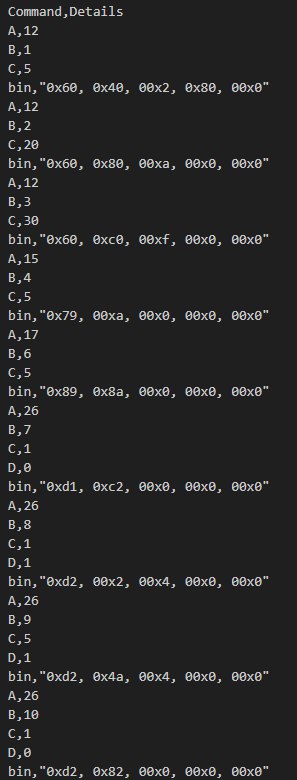 Command,Details
A,12
B,1
C,5
bin,"0x60, 0x40, 00x2, 0x80, 00x0"
A,12
B,2
C,20
bin,"0x60, 0x80, 00xa, 00x0, 00x0"
A,12
B,3
C,30
bin,"0x60, 0xc0, 00xf, 00x0, 00x0"
A,15
B,4
C,5
bin,"0x79, 00xa, 00x0, 00x0, 00x0"
A,17
B,6
C,5
bin,"0x89, 0x8a, 00x0, 00x0, 00x0"
A,26
B,7
C,1
D,0
bin,"0xd1, 0xc2, 00x0, 00x0, 00x0"
A,26
B,8
C,1
D,1
bin,"0xd2, 00x2, 00x4, 00x0, 00x0"
A,26
B,9
C,5
D,1
bin,"0xd2, 0x4a, 00x4, 00x0, 00x0"
A,26
B,10
C,1
D,0
bin,"0xd2, 0x82, 00x0, 00x0, 00x0"